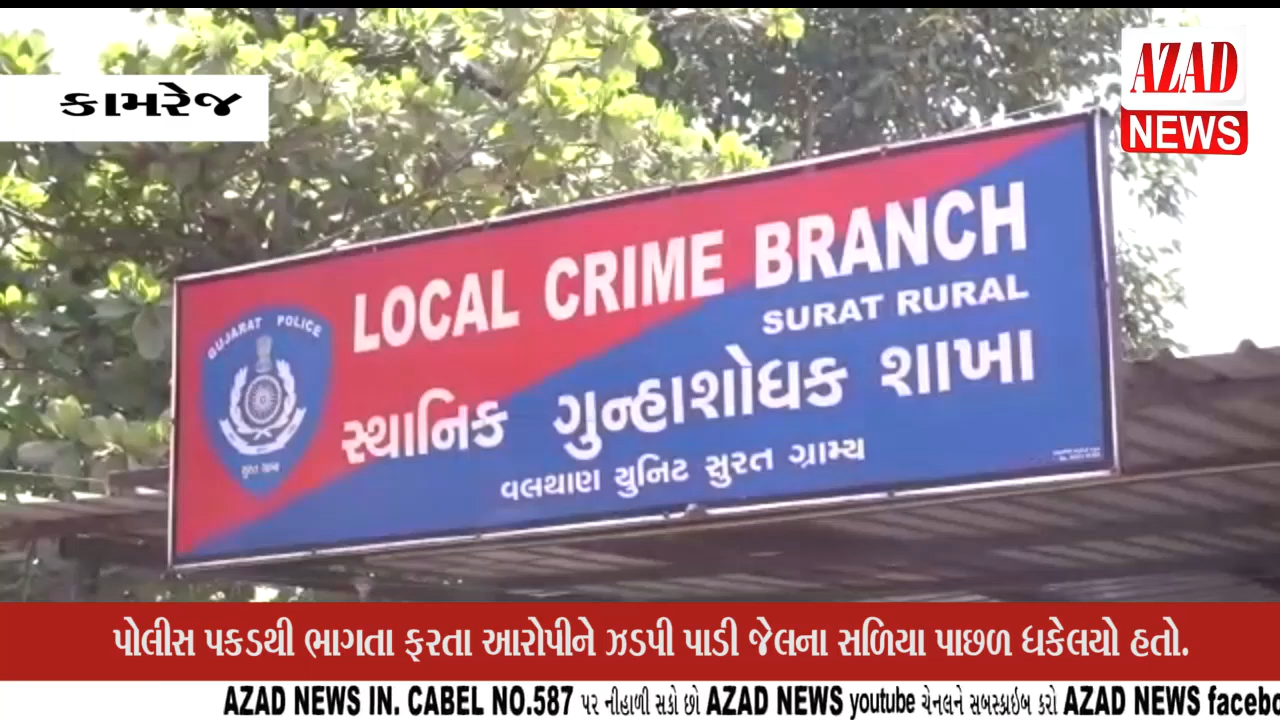 કામરેજ
AZAD
NEWS
LOCAL CRIME BRANCH
SURAT RURAL
GUJARAT POLICE
સ્થાનિક ગુન્હાશોધક શાખા
સુરત ગ્રામ્ય
વલથાણ યુનિટ સુરત ગ્રામ્ય
પોલીસ પકડથી ભાગતા ફરતા આરોપીને ઝડપી પાડી જેલના સળિયા પાછળ ધકેલયો હતો.
AZAD NEWS IN. CABEL NO.587 પર નીહાળી સકો છો AZAD NEWS youtube ચેનલને સબસ્ક્રાઇબ કરો AZAD NEWS facebo